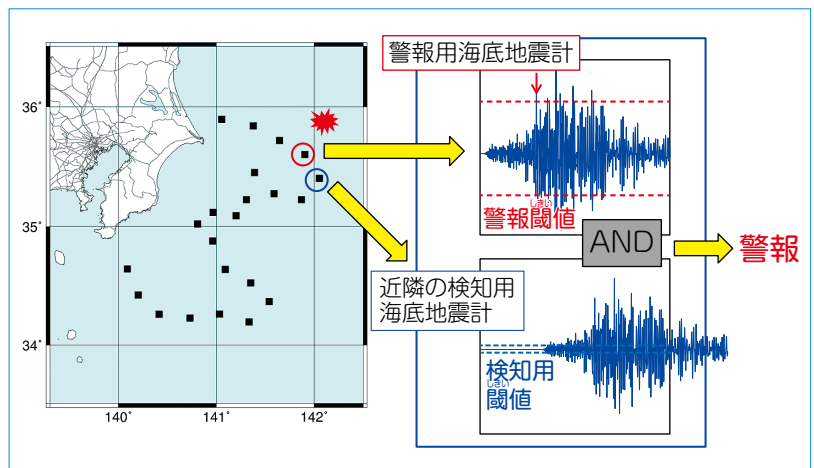 警報用海底地震計
36°
35°
34°
140°
141°
142°
しきい
警報閾値
AND
警報
近隣の検知用
海底地震計
検知用
しきい
閾値